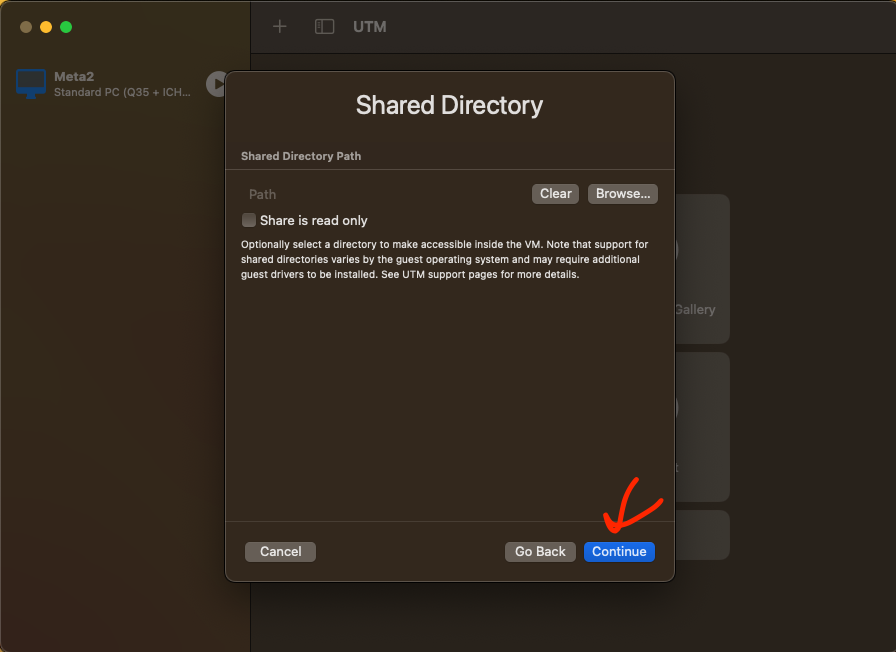 UTM
Meta2
Standard PC (Q35 + ICH...
Shared Directory
Shared Directory Path
Path
Clear
Browse...
Share is read only
Optionally select a directory to make accessible inside the VM. Note that support for
shared directories varies by the guest operating system and may require additional
guest drivers to be installed. See UTM support pages for more details.
Gallery
Cancel
Go Back
Continue